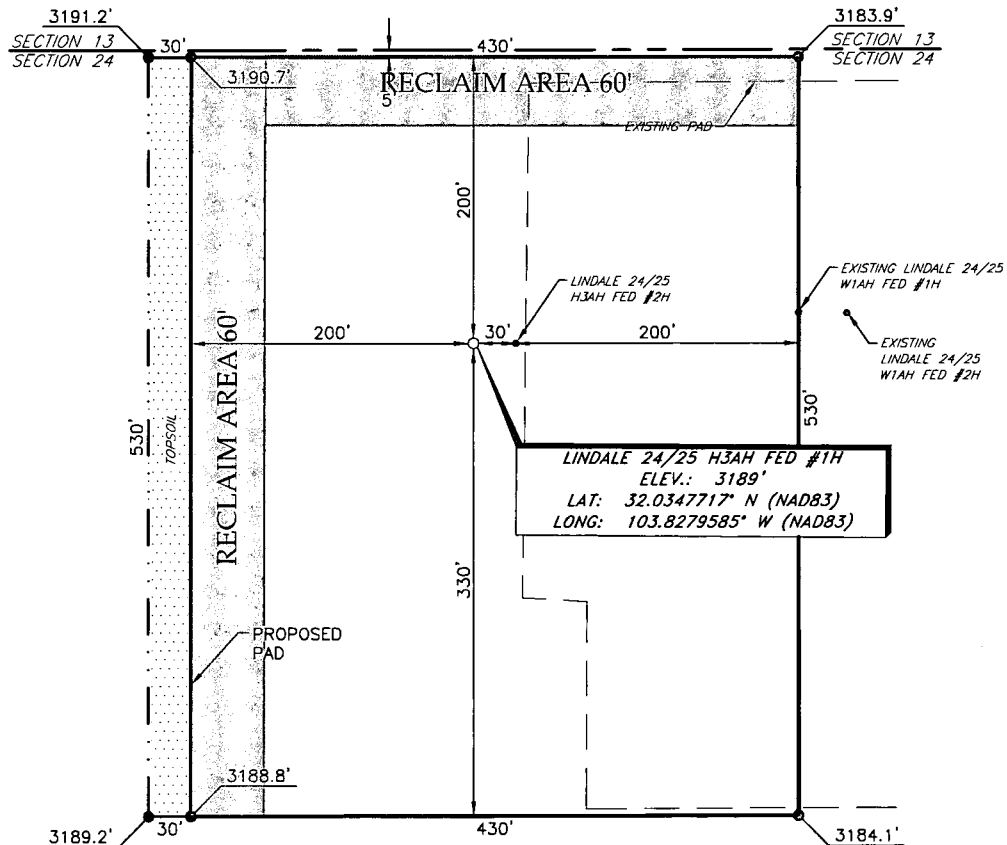 3191.2'
3183.9'
SECTION 13
30'
430'
SECTION 13
SECTION 24
SECTION 24
3190.7'
RECLAIM AREA 60'
5'
EXISTING PAD
200'
LINDALE 24/25
H3AH FED #2H
EXISTING LINDALE 24/25
W1AH FED #1H
200'
30'
200'
EXISTING
LINDALE 24/25
W1AH FED #2H
RECLAIM AREA 60'
530'
TOPSOIL
530'
LINDALE 24/25 H3AH FED #1H
ELEV.: 3189'
LAT: 32.0347717° N (NAD83)
LONG: 103.8279585° W (NAD83)
330'
PROPOSED
PAD
3188.8'
3189.2'
30'
430'
3184.1'